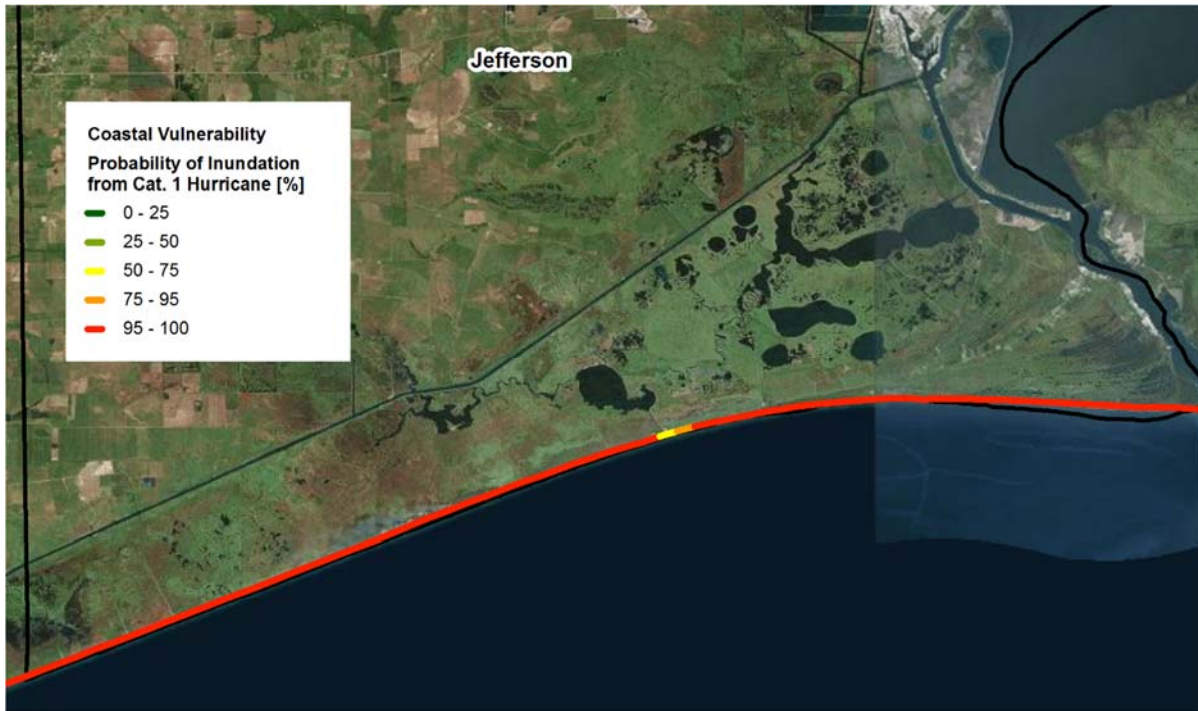 Jefferson
Coastal Vulnerability
Probability of Inundation
from Cat. 1 Hurricane [%]
0 - 25
25 - 50
50 - 75
75 - 95
95 - 100